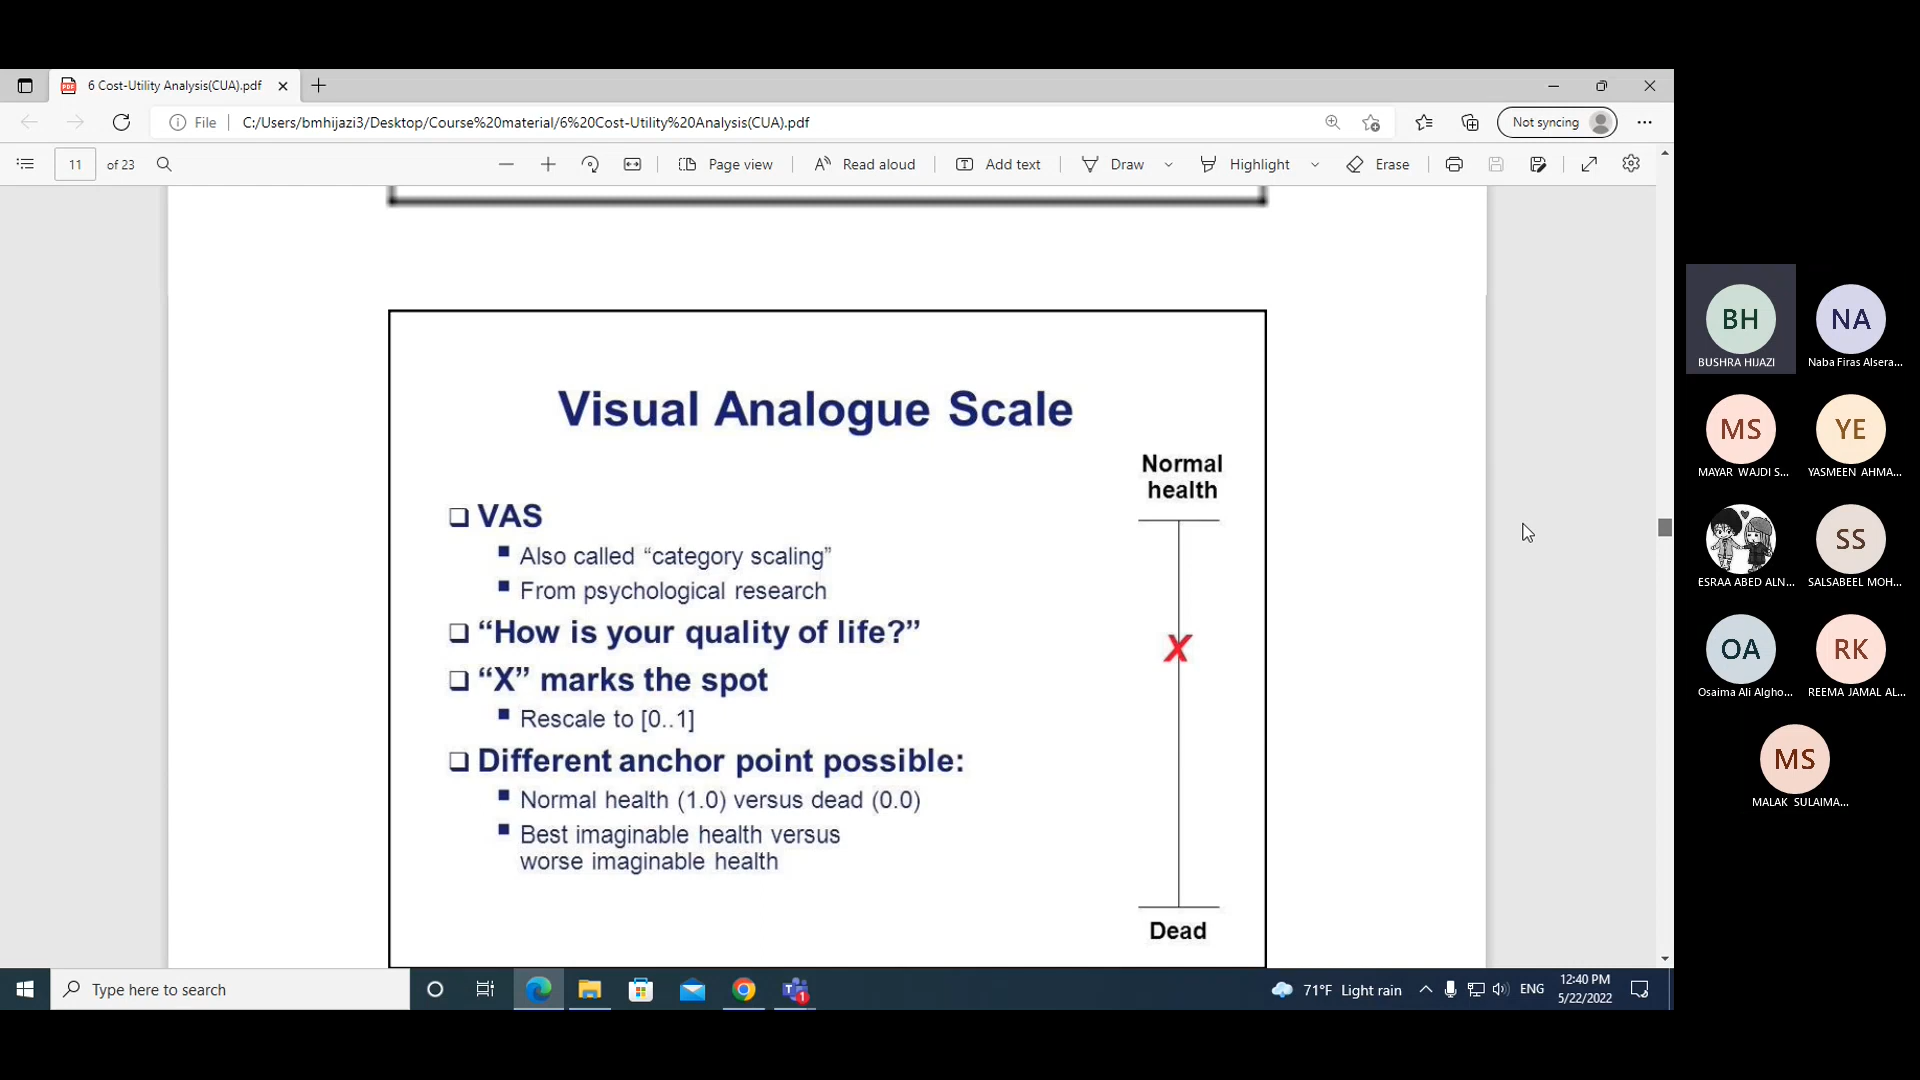 6 Cost-Utility Analysis(CUA).pdf
File
C:/Users/bmhijazi3/Desktop/Course%20material/6%20Cost-Utility%20Analysis(CUA).pdf
Not syncing
11 of 23
Page view
Read aloud
Add text
Draw
Highlight
Erase
Visual Analogue Scale
VAS
Also called “category scaling”
From psychological research
“How is your quality of life?”
“X” marks the spot
Rescale to [0..1]
Different anchor point possible:
Normal health (1.0) versus dead (0.0)
Best imaginable health versus
worse imaginable health
Normal
health
X
Dead
BH
BUSHRA HIJAZI
NA
Naba Firas Alsera...
MS
MAYAR WAJDI S...
YE
YASMEEN AHMA...
ESRAA ABED ALN...
SS
SALSABEEL MOH...
OA
Osaima Ali Algho...
RK
REEMA JAMAL AL...
MS
MALAK SULAIMA...
Type here to search
1
71°F Light rain
ENG
12:40 PM
5/22/2022